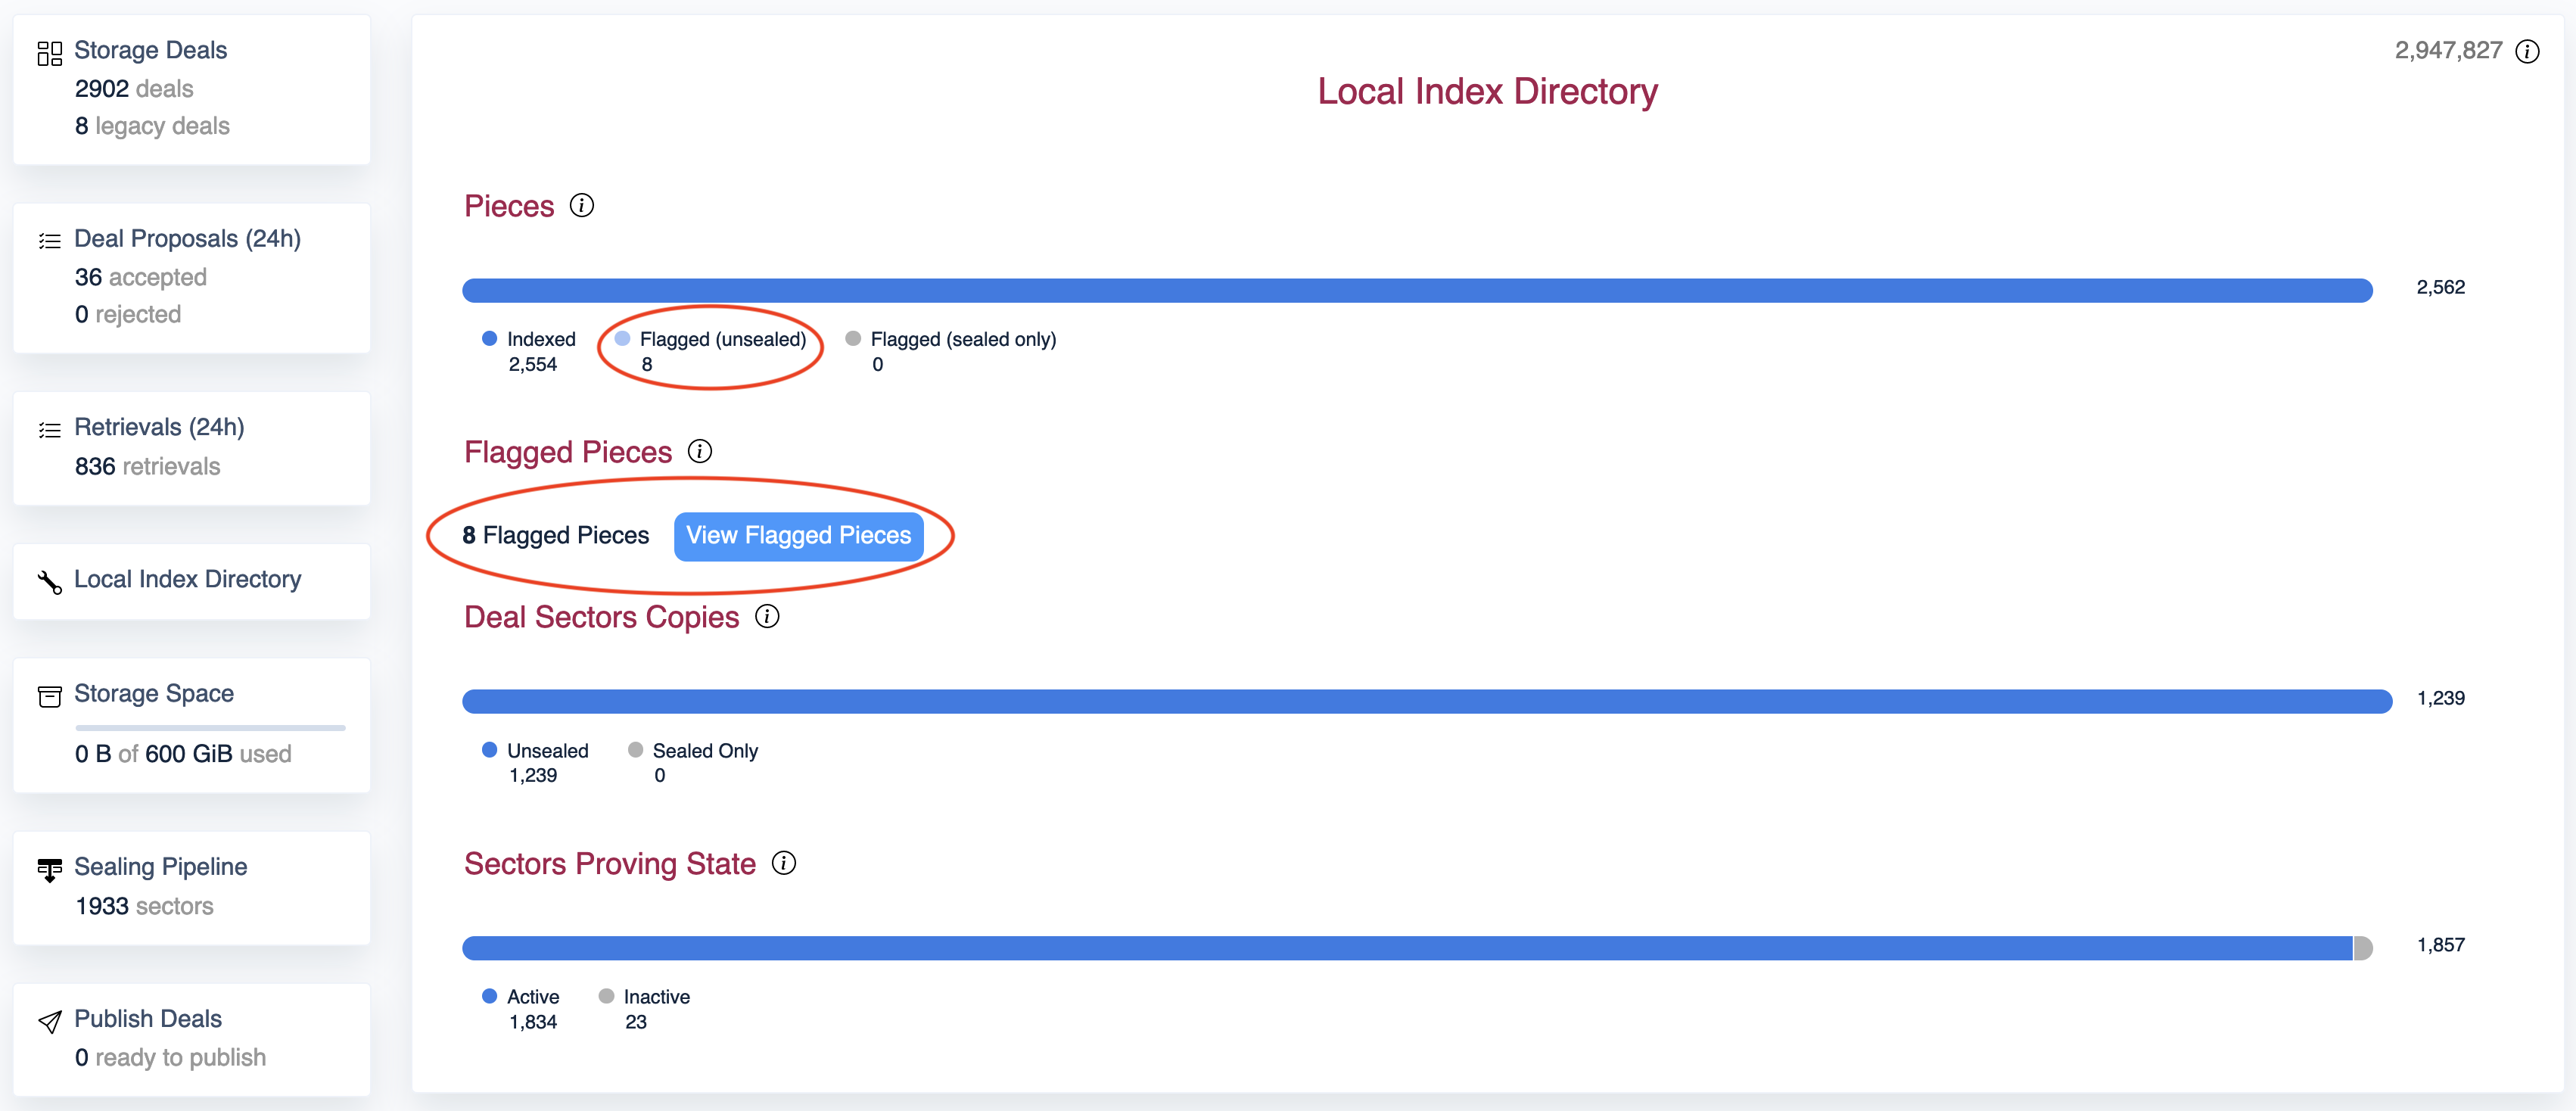 Storage Deals
2902 deals
8 legacy deals
Deal Proposals (24h)
36 accepted
0 rejected
Retrievals (24h)
836 retrievals
Local Index Directory
Storage Space
0 B of 600 GiB used
Sealing Pipeline
1933 sectors
Publish Deals
0 ready to publish
2,947,827
Local Index Directory
Pieces
2,562
Indexed
2,554
Flagged (unsealed)
8
Flagged (sealed only)
0
Flagged Pieces
8 Flagged Pieces
View Flagged Pieces
Deal Sectors Copies
1,239
Unsealed
1,239
Sealed Only
0
Sectors Proving State
1,857
Active
1,834
Inactive
23